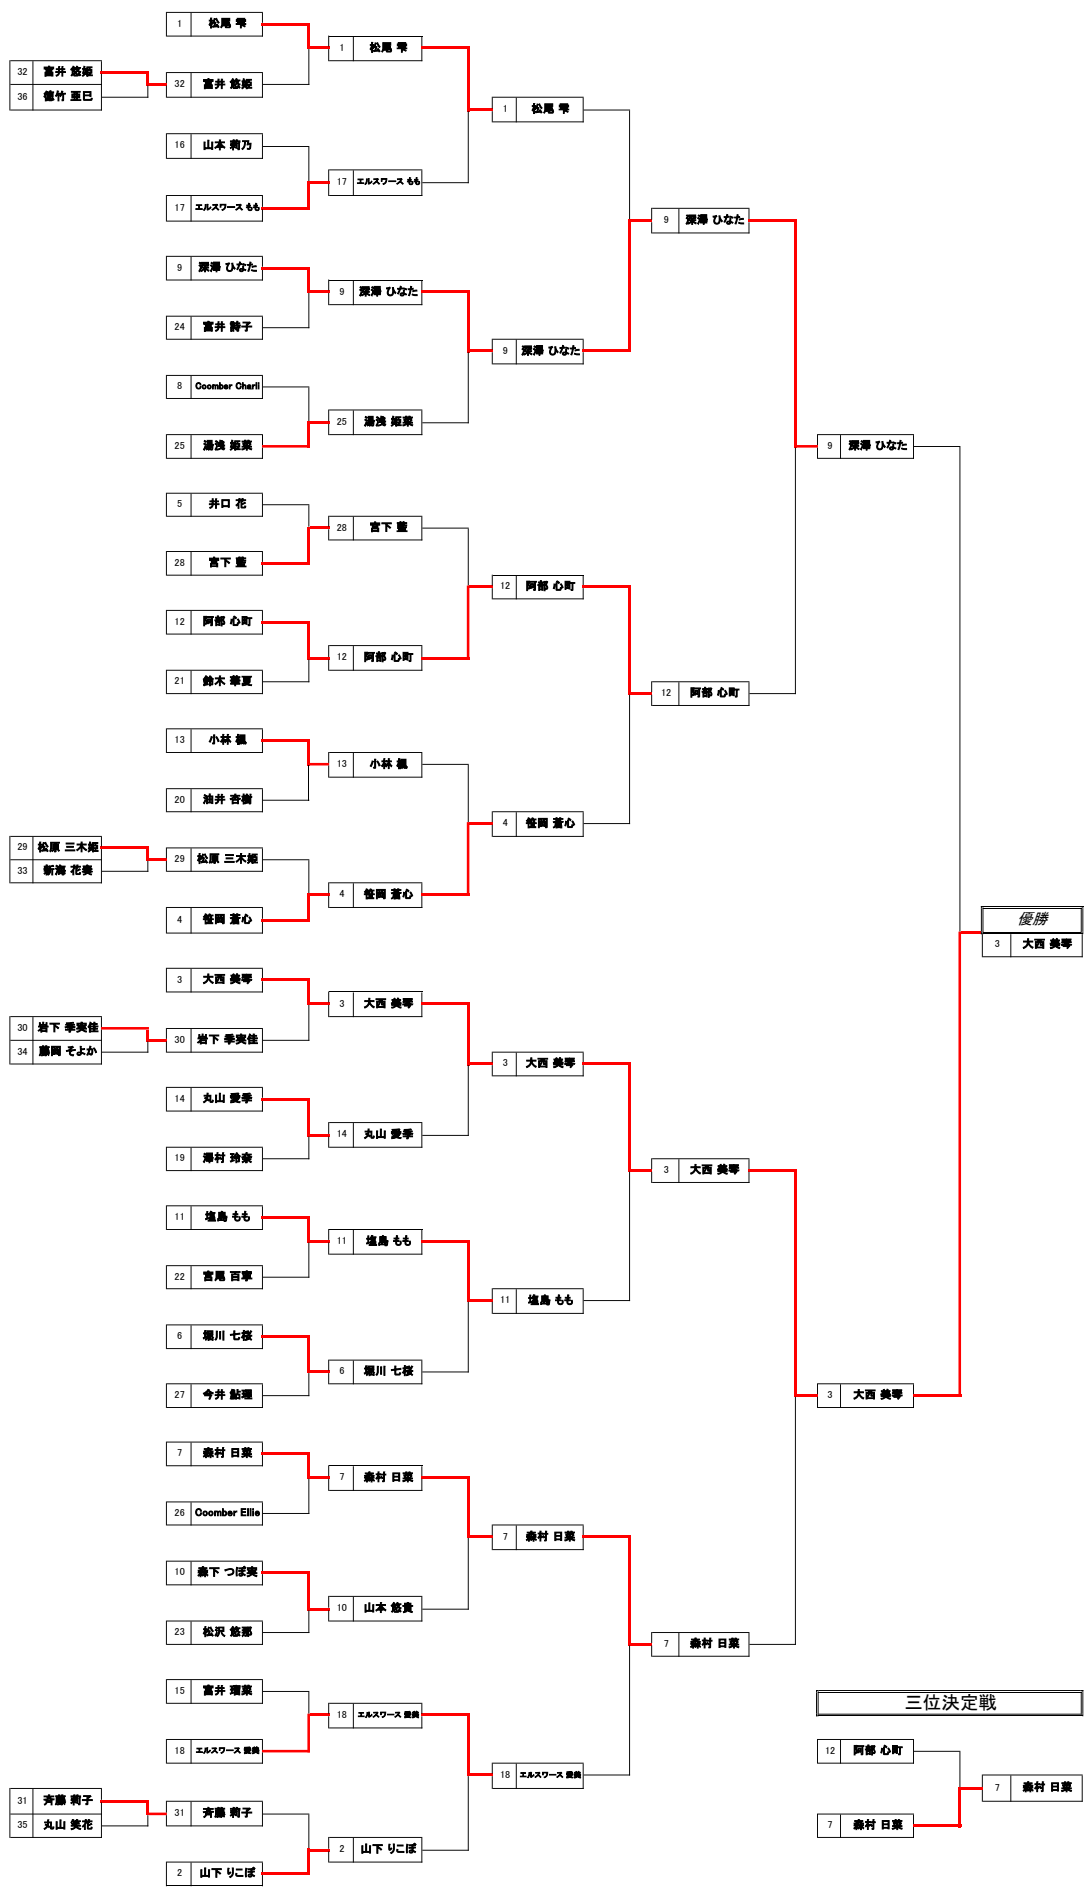 1 松尾 雫
32 富井 悠姫
36 徳竹 亜巳
32 富井 悠姫
1 松尾 雫
16 山本 莉乃
17 エルスワース もも
17 エルスワース もも
1 松尾 雫
9 深澤 ひなた
24 富井 詩子
9 深澤 ひなた
8 Coomber Charli
25 湯浅 姫菜
25 湯浅 姫菜
9 深澤 ひなた
9 深澤 ひなた
5 井口 花
28 宮下 藍
28 宮下 藍
12 阿部 心町
21 鈴木 華夏
12 阿部 心町
12 阿部 心町
13 小林 楓
20 油井 杏樹
13 小林 楓
29 松原 三木姫
33 新海 花奏
29 松原 三木姫
4 笹岡 蒼心
4 笹岡 蒼心
4 笹岡 蒼心
12 阿部 心町
9 深澤 ひなた
3 大西 美琴
30 岩下 季実佳
34 藤岡 そよか
30 岩下 季実佳
3 大西 美琴
14 丸山 愛季
19 澤村 玲奈
14 丸山 愛季
3 大西 美琴
11 塩島 もも
22 宮尾 百寧
11 塩島 もも
6 堀川 七桜
27 今井 鮎理
6 堀川 七桜
11 塩島 もも
3 大西 美琴
7 森村 日菜
26 Coomber Ellie
7 森村 日菜
10 森下 つぽ実
23 松沢 悠那
10 山本 悠貴
7 森村 日菜
15 富井 瑠菜
18 エルスワース 愛美
18 エルスワース 愛美
31 斉藤 莉子
35 丸山 笑花
31 斉藤 莉子
2 山下 りこぽ
2 山下 りこぽ
18 エルスワース 愛美
7 森村 日菜
3 大西 美琴
優勝
3 大西 美琴
三位決定戦
12 阿部 心町
7 森村 日菜
7 森村 日菜